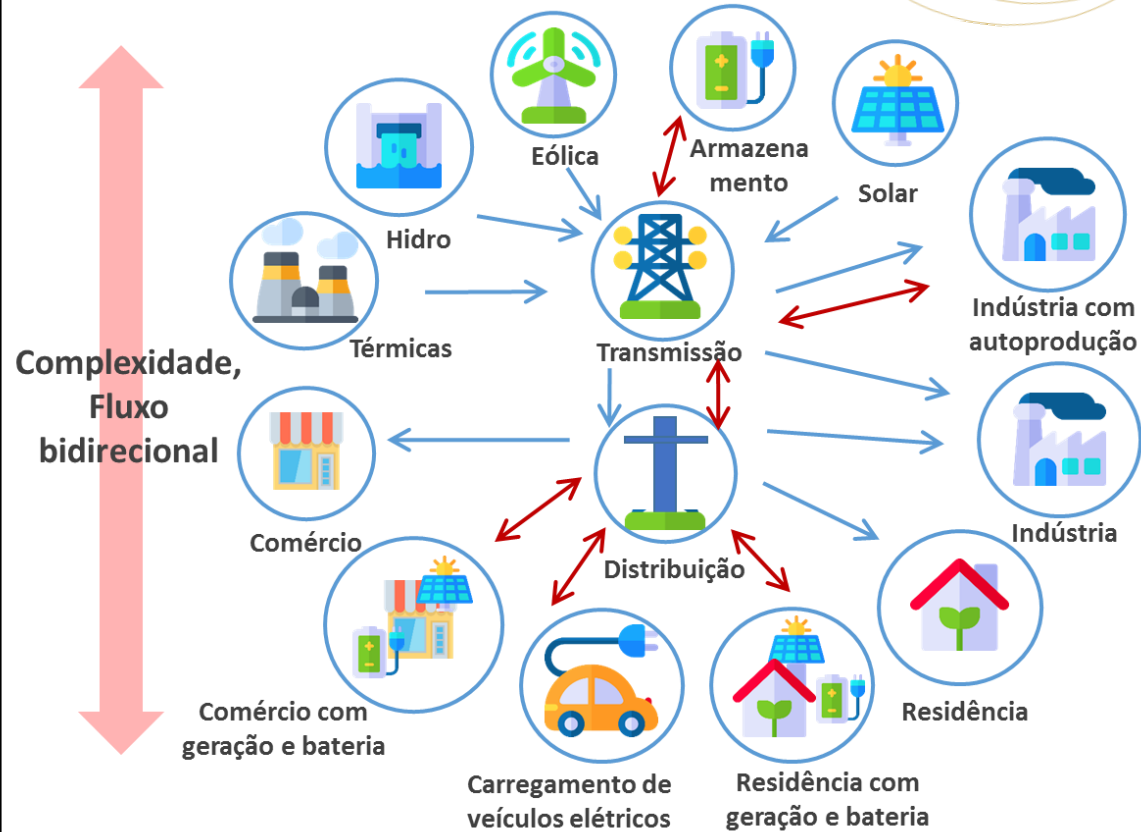 Eólica
Armazena
mento
Solar
Hidro
Indústria com
autoprodução
Térmicas
Transmissão
Complexidade,
Fluxo
bidirecional
Comércio
Indústria
Distribuição
Comércio com
geração e bateria
Residência
Carregamento de
veículos elétricos
Residência com
geração e bateria